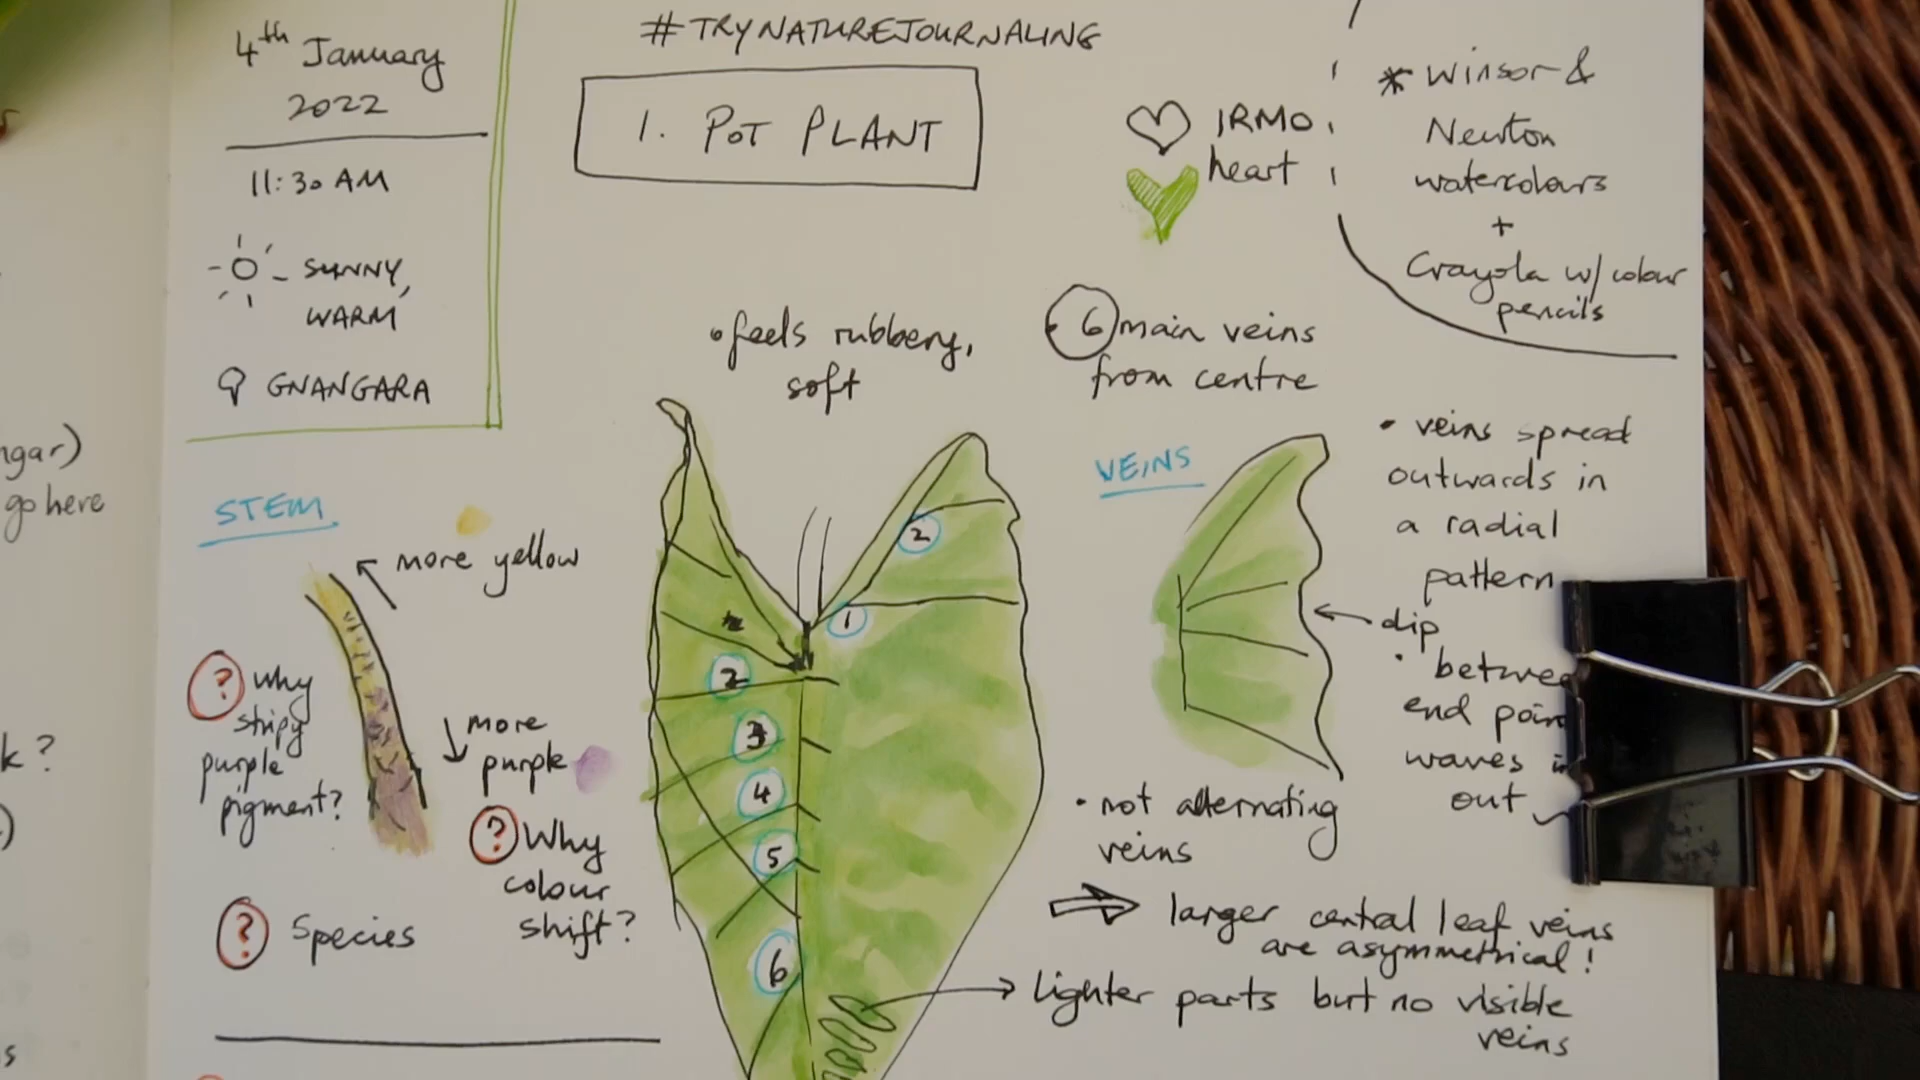 4th January
2022
11:30 AM
SUNNY,
WARM
GNANGARA
#TRYNATUREJOURNALING
1. POT PLANT
IRMO
heart
* Winsor &
Newton
watercolours
+
Crayola w/ colour
pencils
ngar)
go here
k?
)
s
• feels rubbery,
soft
• 6 main veins
from centre
STEM
more yellow
? why
stripy
purple
pigment?
more
purple
? Why
colour
shift?
? Species
2
3
4
5
6
2
1
VEINS
• veins spread
outwards in
a radial
pattern
dip
• betwee
end poin
waves in
out
• not alternating
veins
larger central leaf veins
are asymmetrical!
lighter parts but no visible
veins